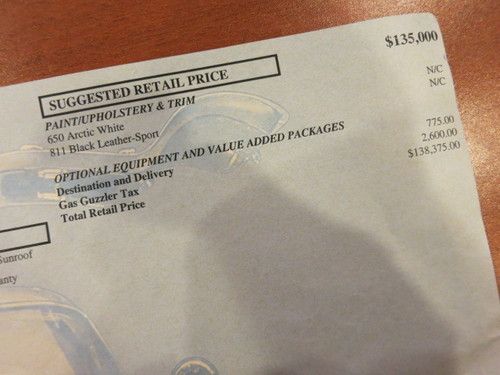 SUGGESTED RETAIL PRICE $135,000
PAINT/UPHOLSTERY & TRIM
650 Arctic White N/C
811 Black Leather-Sport N/C
OPTIONAL EQUIPMENT AND VALUE ADDED PACKAGES
Destination and Delivery 775.00
Gas Guzzler Tax 2,600.00
Total Retail Price $138,375.00
Sunroof
anty